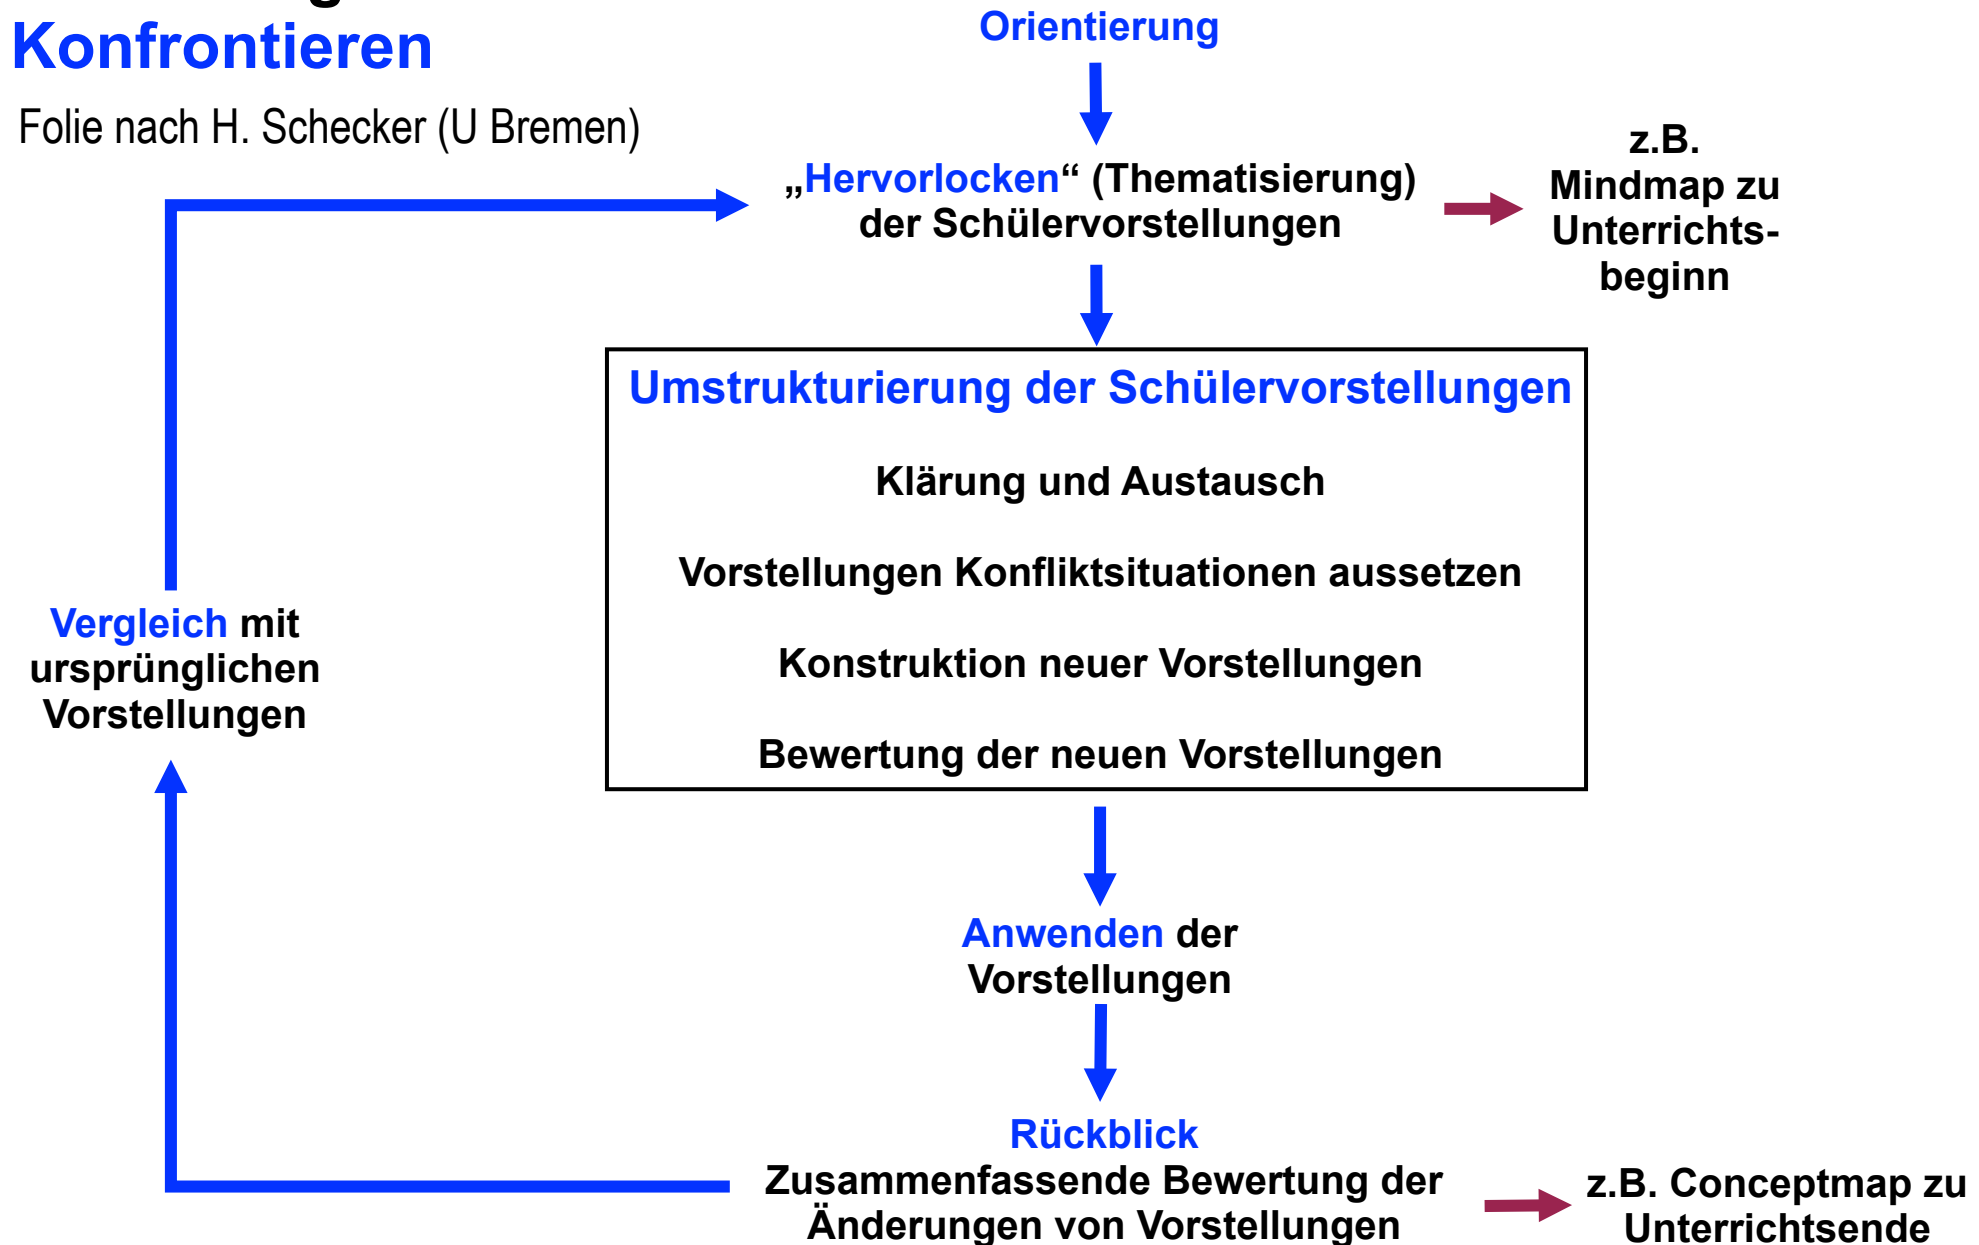 Konfrontieren
Folie nach H. Schecker (U Bremen)
Orientierung
„Hervorlocken“ (Thematisierung)
der Schülervorstellungen
z.B.
Mindmap zu
Unterrichts-
beginn
Umstrukturierung der Schülervorstellungen
Klärung und Austausch
Vorstellungen Konfliktsituationen aussetzen
Konstruktion neuer Vorstellungen
Bewertung der neuen Vorstellungen
Vergleich mit
ursprünglichen
Vorstellungen
Anwenden der
Vorstellungen
Rückblick
Zusammenfassende Bewertung der
Änderungen von Vorstellungen
z.B. Conceptmap zu
Unterrichtsende